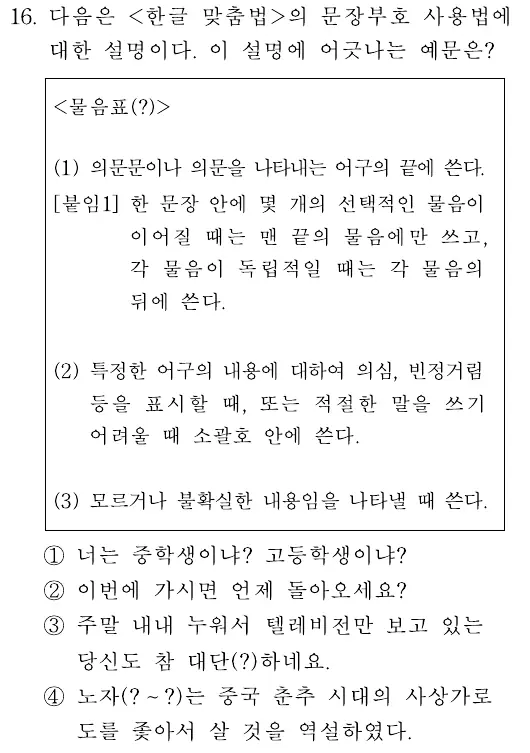 16. 다음은 <한글 맞춤법>의 문장부호 사용법에
대한 설명이다. 이 설명에 어긋나는 예문은?
<물음표(?)>
(1) 의문문이나 의문을 나타내는 어구의 끝에 쓴다.
[붙임1] 한 문장 안에 몇 개의 선택적인 물음이
이어질 때는 맨 끝의 물음에만 쓰고,
각 물음이 독립적일 때는 각 물음의
뒤에 쓴다.
(2) 특정한 어구의 내용에 대하여 의심, 빈정거림
등을 표시할 때, 또는 적절한 말을 쓰기
어려울 때 소괄호 안에 쓴다.
(3) 모르거나 불확실한 내용임을 나타낼 때 쓴다.
① 너는 중학생이냐? 고등학생이냐?
② 이번에 가시면 언제 돌아오세요?
③ 주말 내내 누워서 텔레비전만 보고 있는
당신도 참 대단(?)하네요.
④ 노자(?~?)는 중국 춘추 시대의 사상가로
도를 좇아서 살 것을 역설하였다.